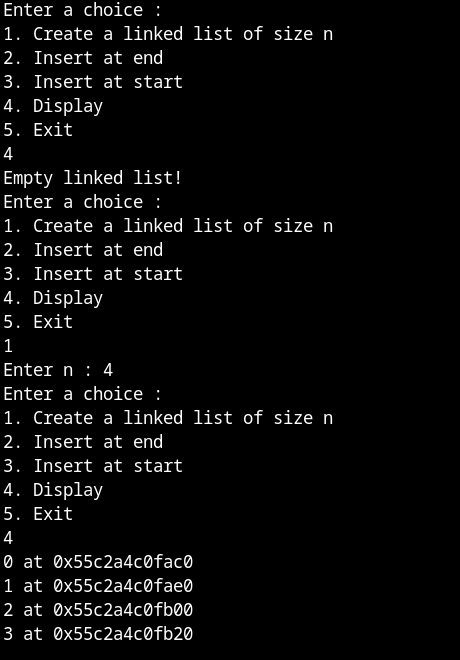 Enter a choice :
1. Create a linked list of size n
2. Insert at end
3. Insert at start
4. Display
5. Exit
4
Empty linked list!
Enter a choice :
1. Create a linked list of size n
2. Insert at end
3. Insert at start
4. Display
5. Exit
1
Enter n : 4
Enter a choice :
1. Create a linked list of size n
2. Insert at end
3. Insert at start
4. Display
5. Exit
4
0 at 0x55c2a4c0fac0
1 at 0x55c2a4c0fae0
2 at 0x55c2a4c0fb00
3 at 0x55c2a4c0fb20